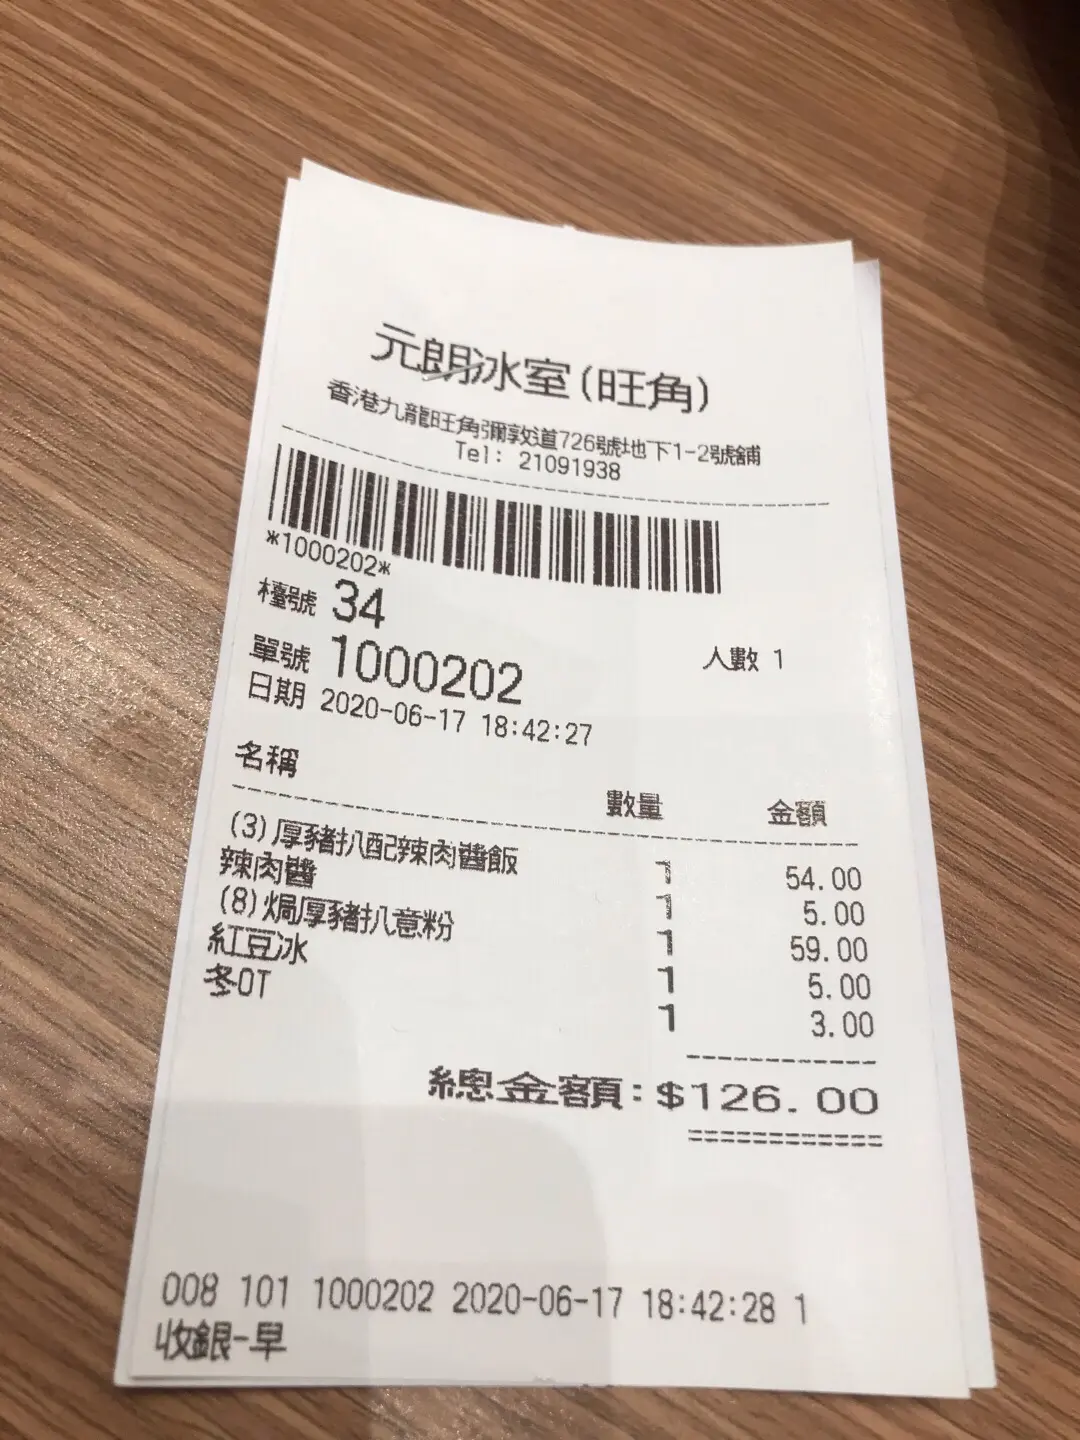 元朗冰室(旺角)
香港九龍旺角彌敦道726號地下1-2號舖
Tel: 21091938
*1000202*
檯號 34
單號 1000202 人數 1
日期 2020-06-17 18:42:27
名稱 數量 金額
(3)厚豬扒配辣肉醬飯 1 54.00
辣肉醬 1 5.00
(8)焗厚豬扒意粉 1 59.00
紅豆冰 1 5.00
冬OT 1 3.00
總金額:$126.00
008 101 1000202 2020-06-17 18:42:28 1
收銀-早